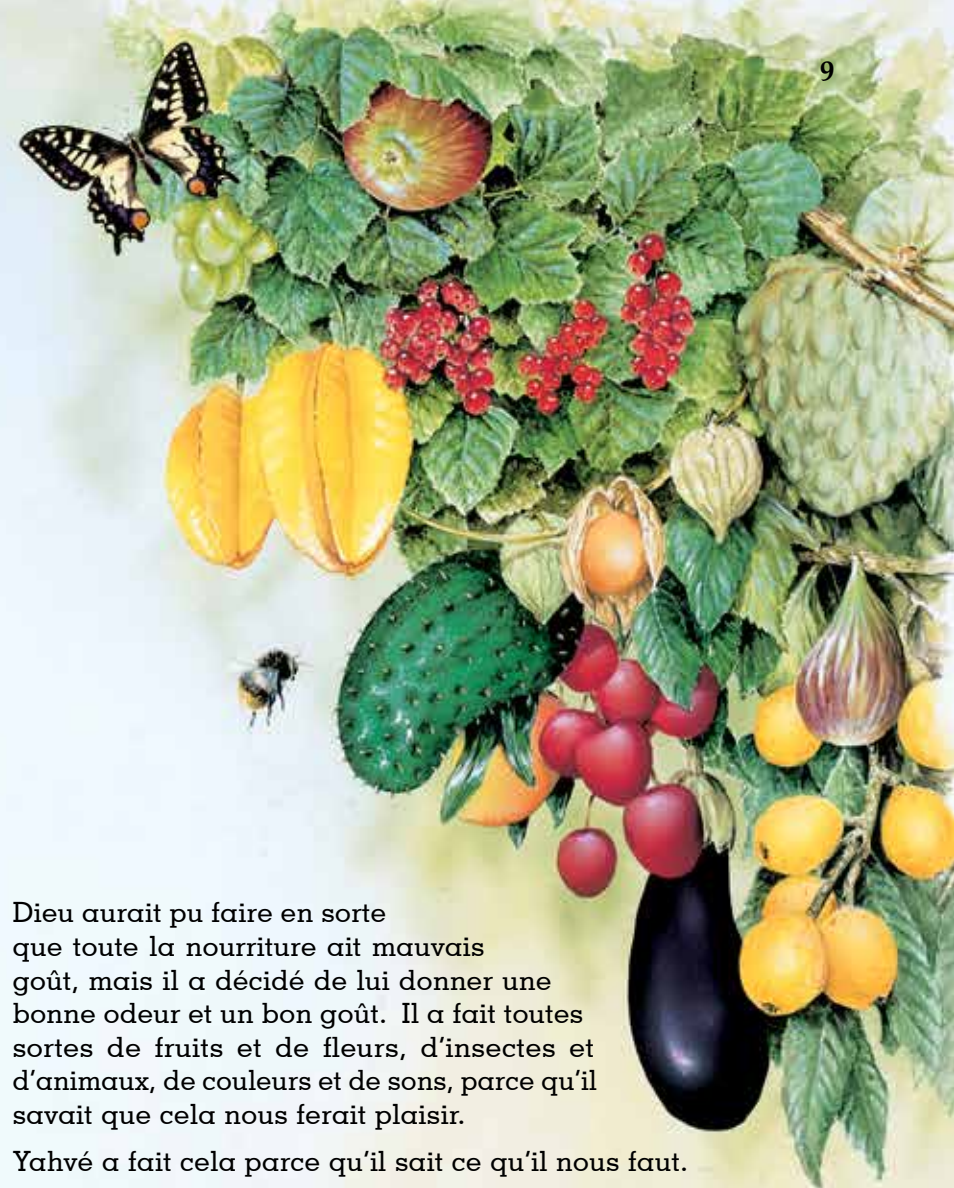 9
Dieu aurait pu faire en sorte
que toute la nourriture ait mauvais
goût, mais il a décidé de lui donner une
bonne odeur et un bon goût. Il a fait toutes
sortes de fruits et de fleurs, d'insectes et
d'animaux, de couleurs et de sons, parce qu'il
savait que cela nous ferait plaisir.
Yahvé a fait cela parce qu'il sait ce qu'il nous faut.